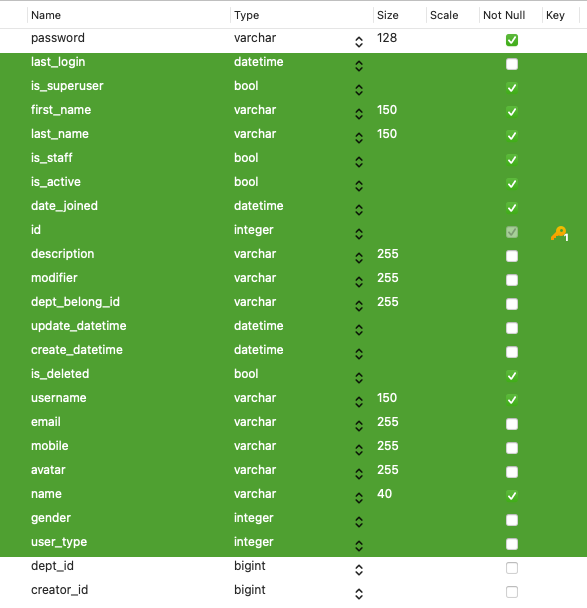 Name Type Size Scale Not Null Key
password varchar 128
last_login datetime
is_superuser bool
first_name varchar 150
last_name varchar 150
is_staff bool
is_active bool
date_joined datetime
id integer 1
description varchar 255
modifier varchar 255
dept_belong_id varchar 255
update_datetime datetime
create_datetime datetime
is_deleted bool
username varchar 150
email varchar 255
mobile varchar 255
avatar varchar 255
name varchar 40
gender integer
user_type integer
dept_id bigint
creator_id bigint